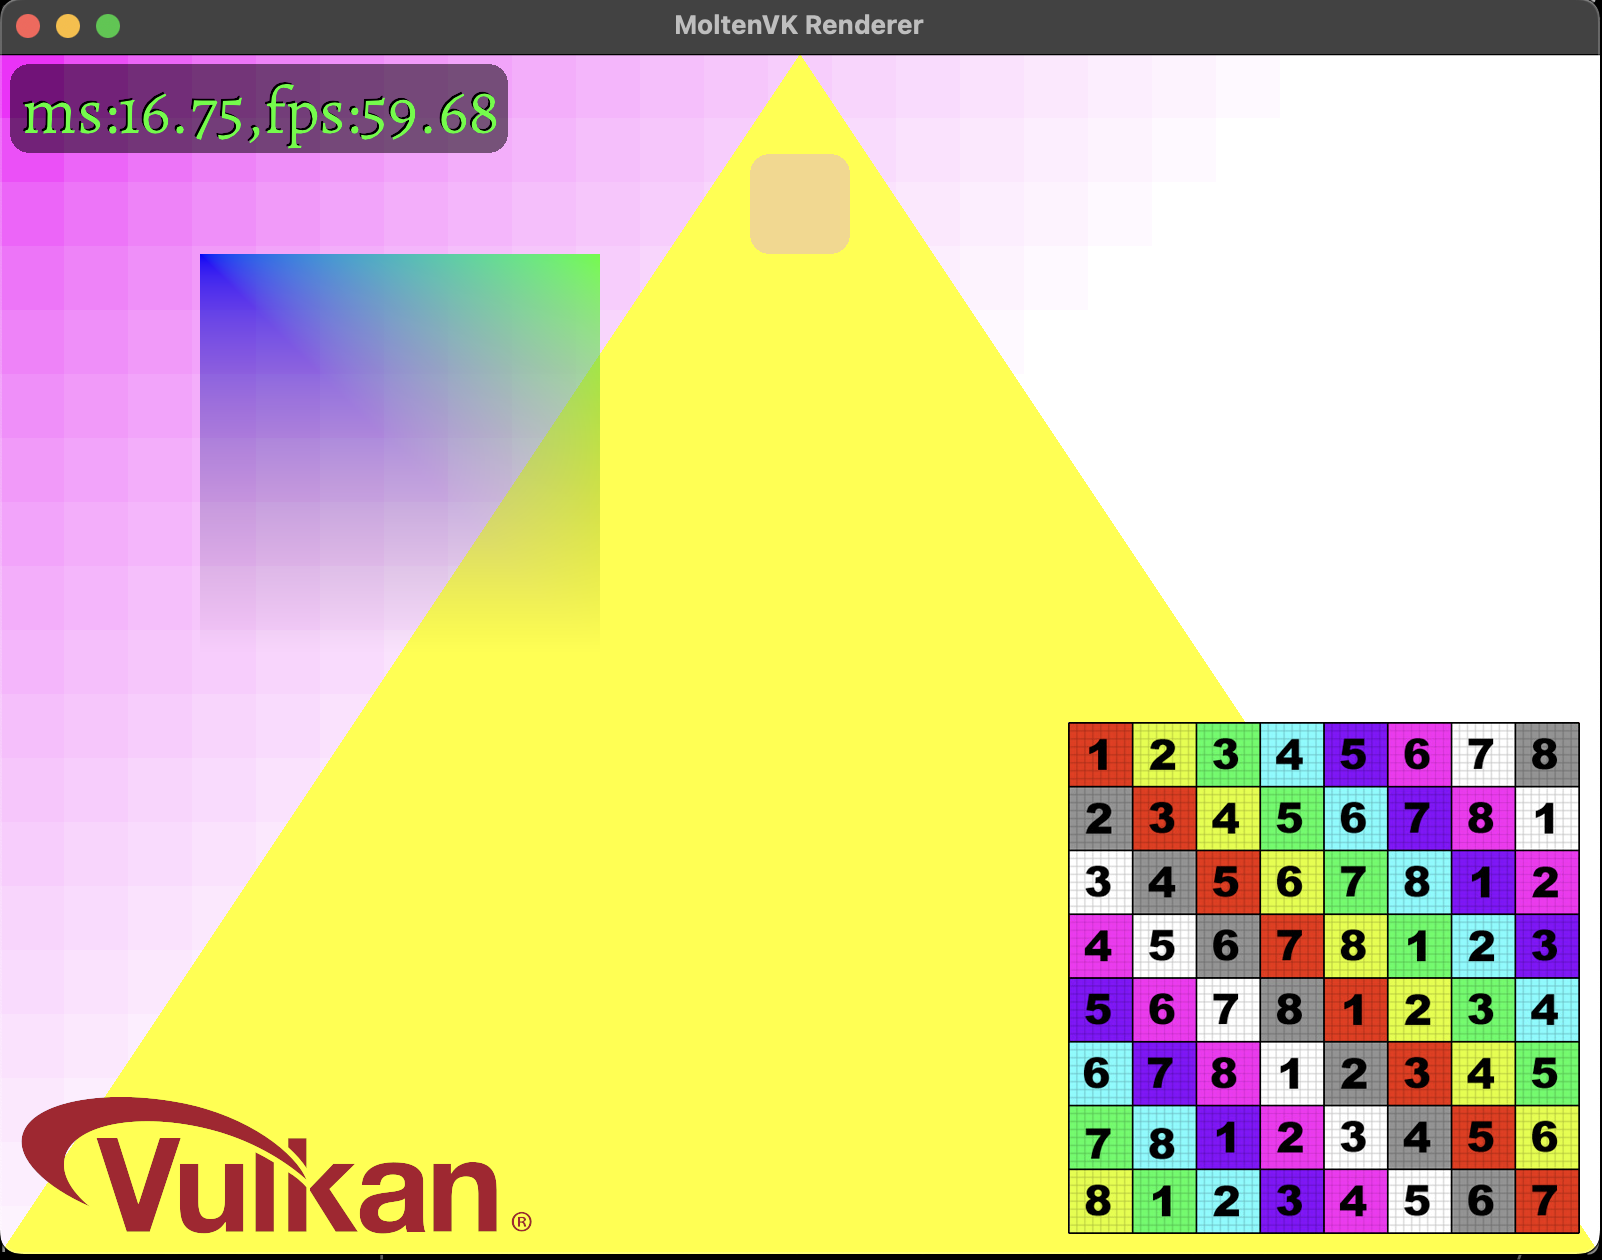 MoltenVK Renderer
ms:16.75,fps:59.68
1 2 3 4 5 6 7 8
2 3 4 5 6 7 8 1
3 4 5 6 7 8 1 2
4 5 6 7 8 1 2 3
5 6 7 8 1 2 3 4
6 7 8 1 2 3 4 5
7 8 1 2 3 4 5 6
8 1 2 3 4 5 6 7
Vulkan®